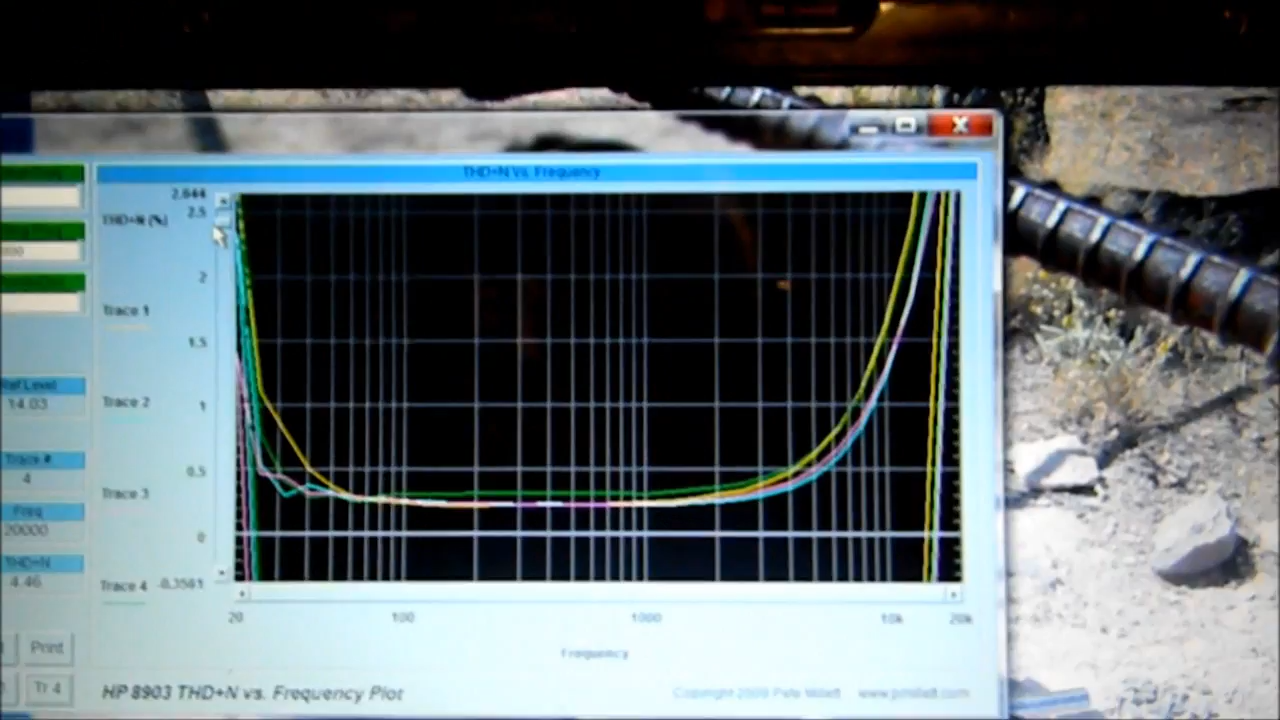 THD+N Vs. Frequency
2.644
THD+N (%)
2.5
2
Trace 1
1.5
Trace 2
1
0.5
Trace 3
0
Trace 4
-0.3501
20
100
1000
10k
20k
Frequency
Ref Level
14.03
Trace #
4
Freq
20000
THD+N
4.46
Print
Tr 4
HP 8903 THD+N vs. Frequency Plot
Copyright 2009 Pete Millett www.pmillett.com